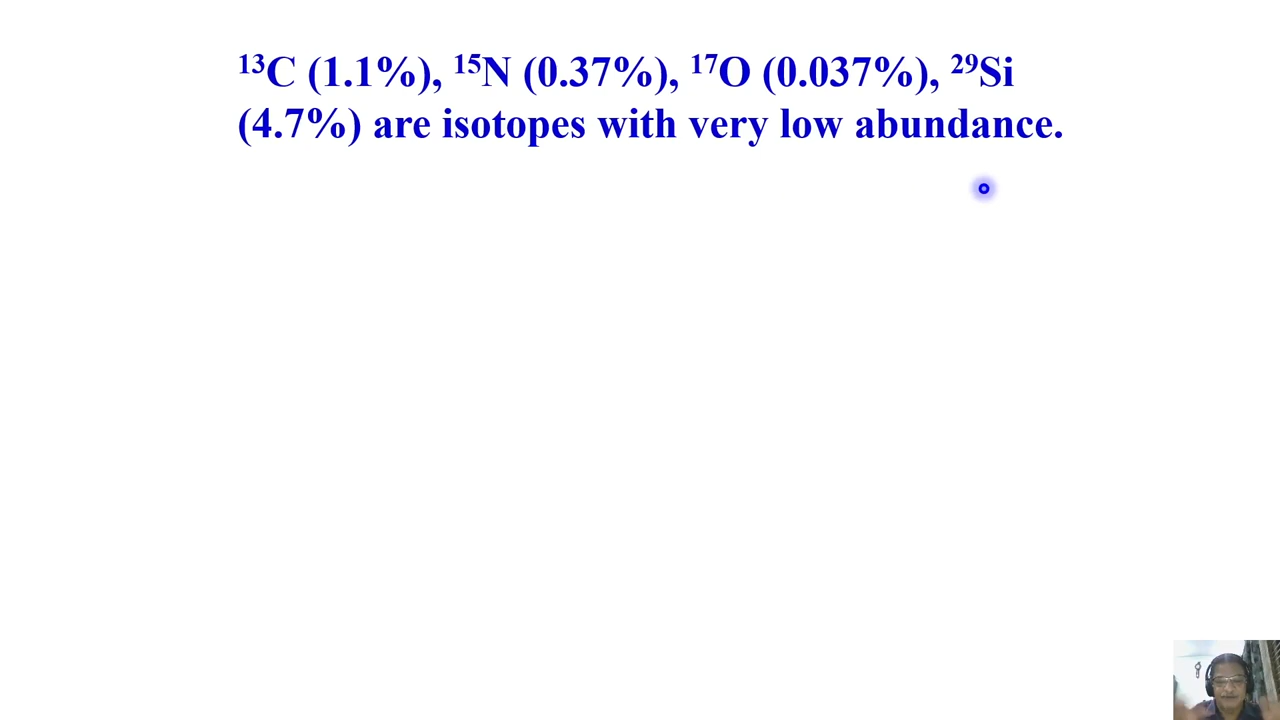 ¹³C (1.1%), ¹⁵N (0.37%), ¹⁷O (0.037%), ²⁹Si
(4.7%) are isotopes with very low abundance.